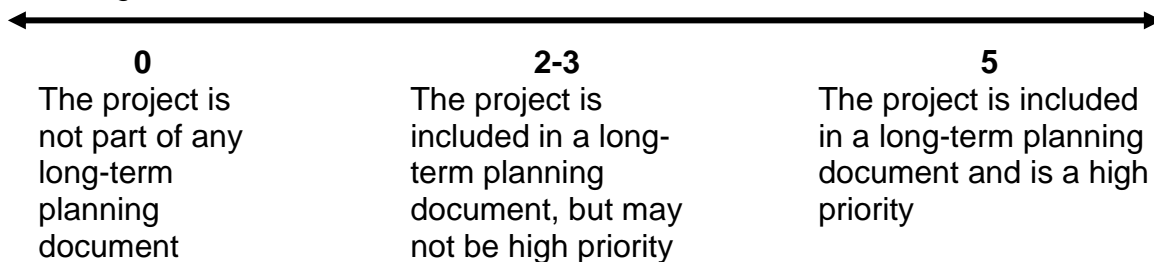 0
The project is
not part of any
long-term
planning
document
2-3
The project is
included in a long-
term planning
document, but may
not be high priority
5
The project is included
in a long-term planning
document and is a high
priority